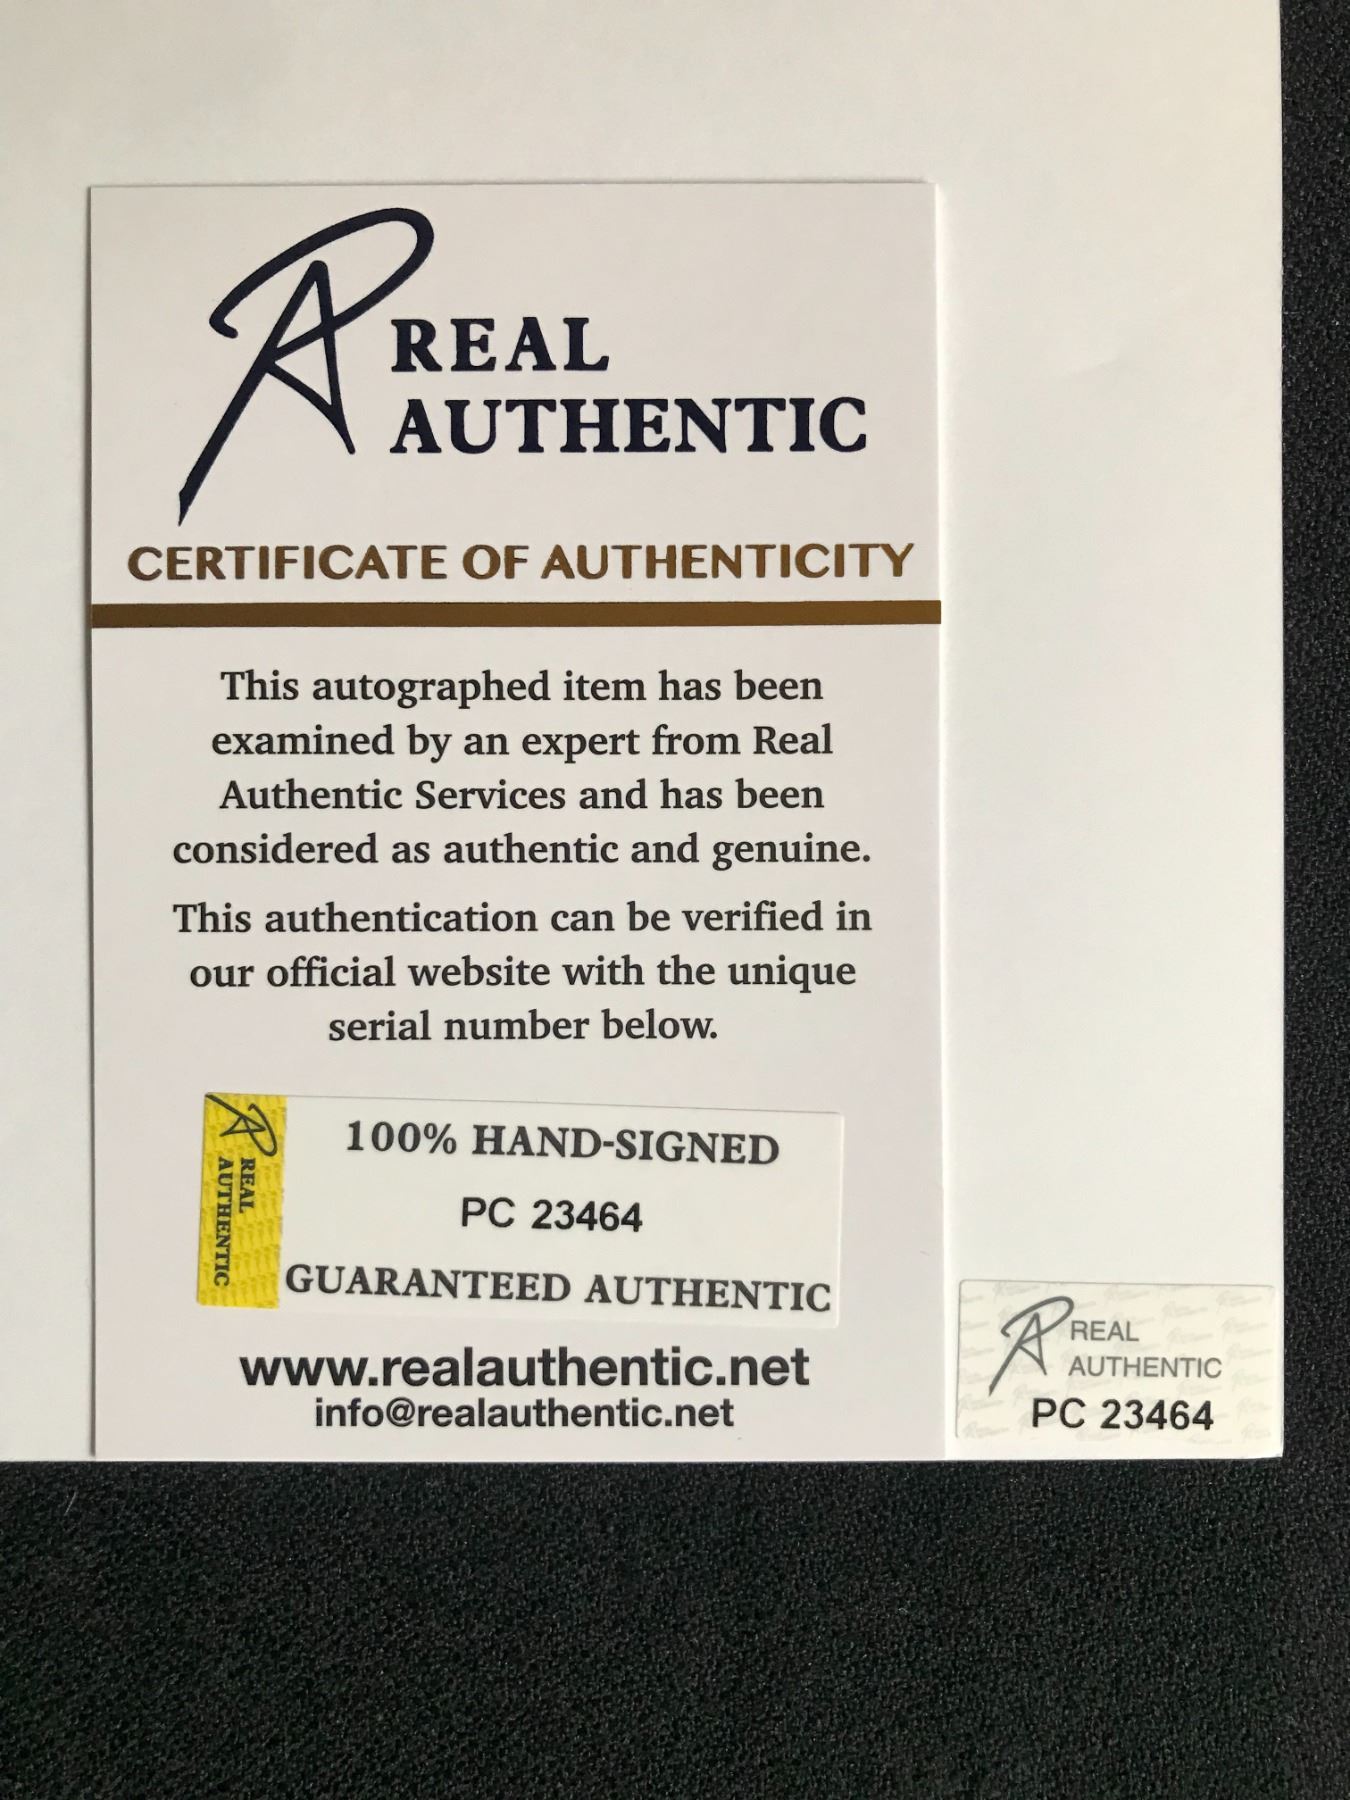 REAL
AUTHENTIC
CERTIFICATE OF AUTHENTICITY
This autographed item has been
examined by an expert from Real
Authentic Services and has been
considered as authentic and genuine.
This authentication can be verified in
our official website with the unique
serial number below.
REAL
AUTHENTIC
100% HAND-SIGNED
PC 23464
GUARANTEED AUTHENTIC
www.realauthentic.net
info@realauthentic.net
REAL
AUTHENTIC
PC 23464